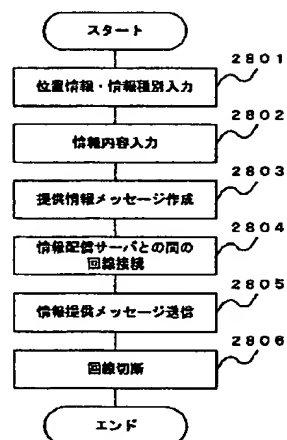 スタート
2801
位置情報・情報種別入力
2802
情報内容入力
2803
提供情報メッセージ作成
2804
情報配信サーバとの間の
回線接続
2805
情報提供メッセージ送信
2806
回線切断
エンド